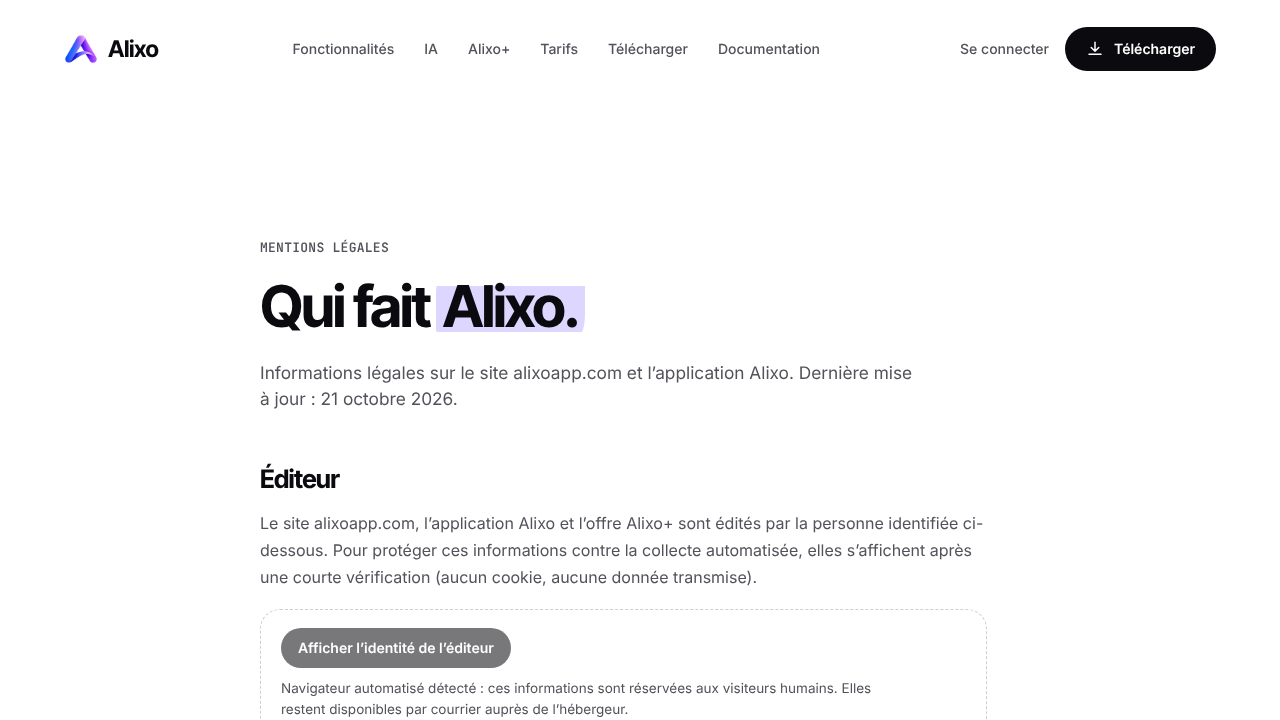 Alixo
Fonctionnalités
IA
Alixo+
Tarifs
Télécharger
Documentation
Se connecter
Télécharger
MENTIONS LÉGALES
Qui fait Alixo.
Informations légales sur le site alixoapp.com et l’application Alixo. Dernière mise
à jour : 21 octobre 2026.
Éditeur
Le site alixoapp.com, l’application Alixo et l’offre Alixo+ sont édités par la personne identifiée ci-
dessous. Pour protéger ces informations contre la collecte automatisée, elles s’affichent après
une courte vérification (aucun cookie, aucune donnée transmise).
Afficher l’identité de l’éditeur
Navigateur automatisé détecté : ces informations sont réservées aux visiteurs humains. Elles
restent disponibles par courrier auprès de l’hébergeur.